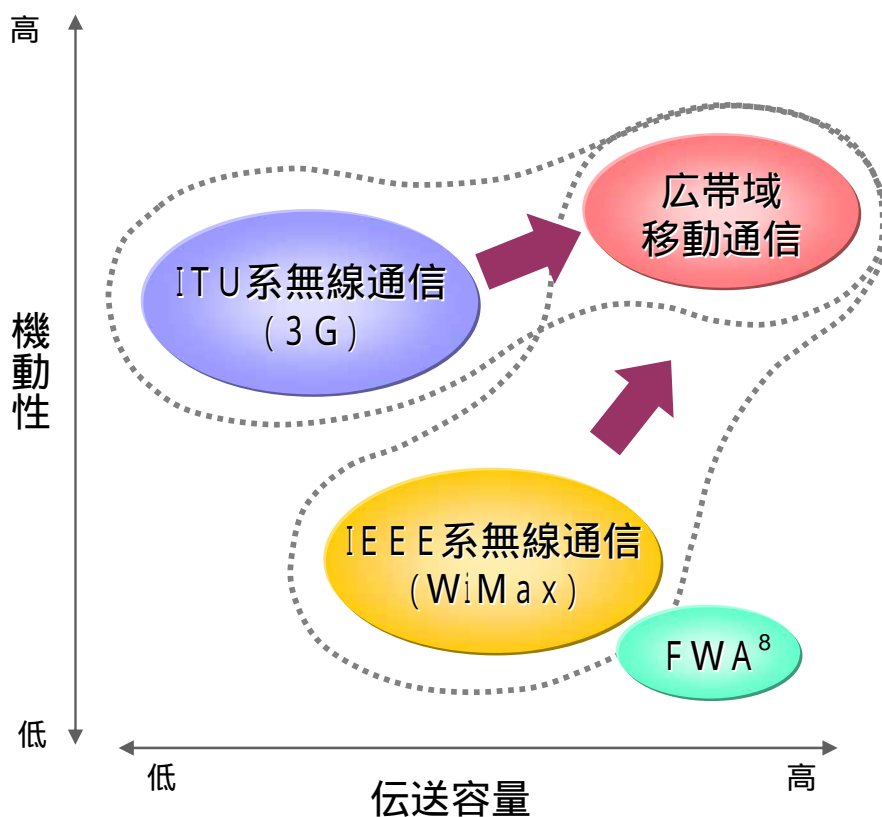 高
広帯域
移動通信
ITU系無線通信
(3G)
機動性
IEEE系無線通信
(WiMax)
FWA8
低
低
高
伝送容量